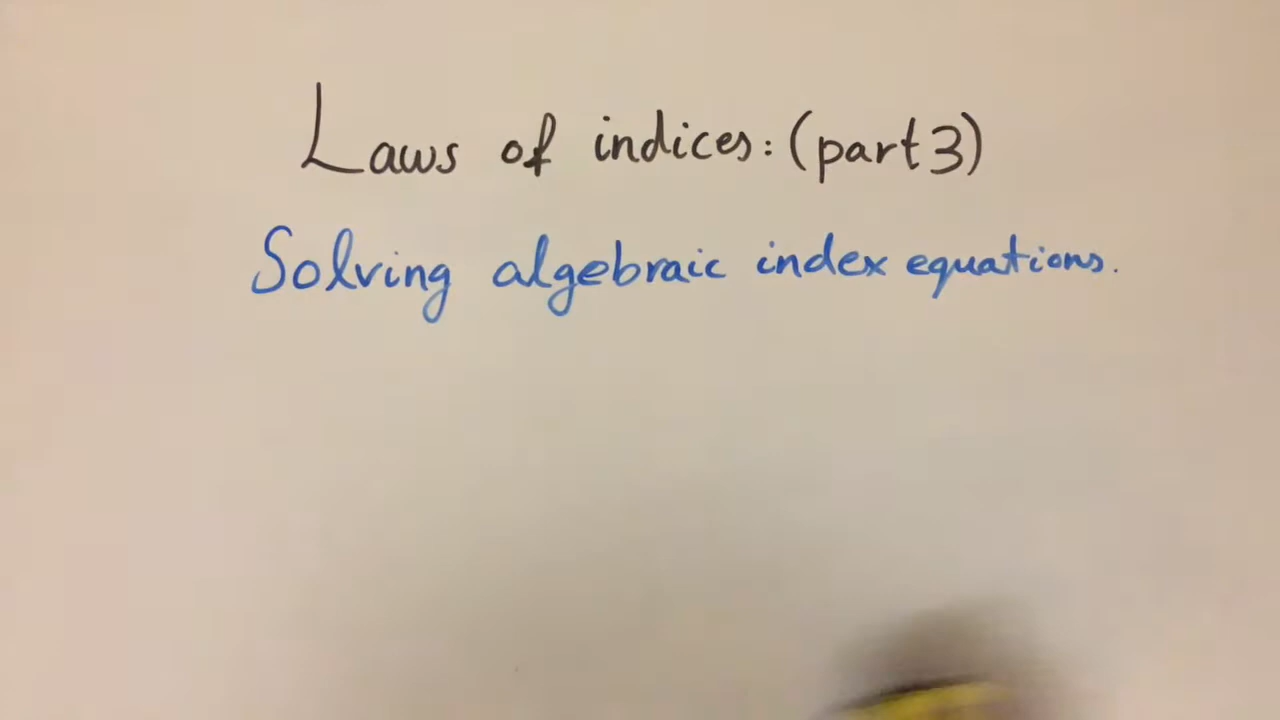 Laws of indices: (part 3)
Solving algebraic index equations.